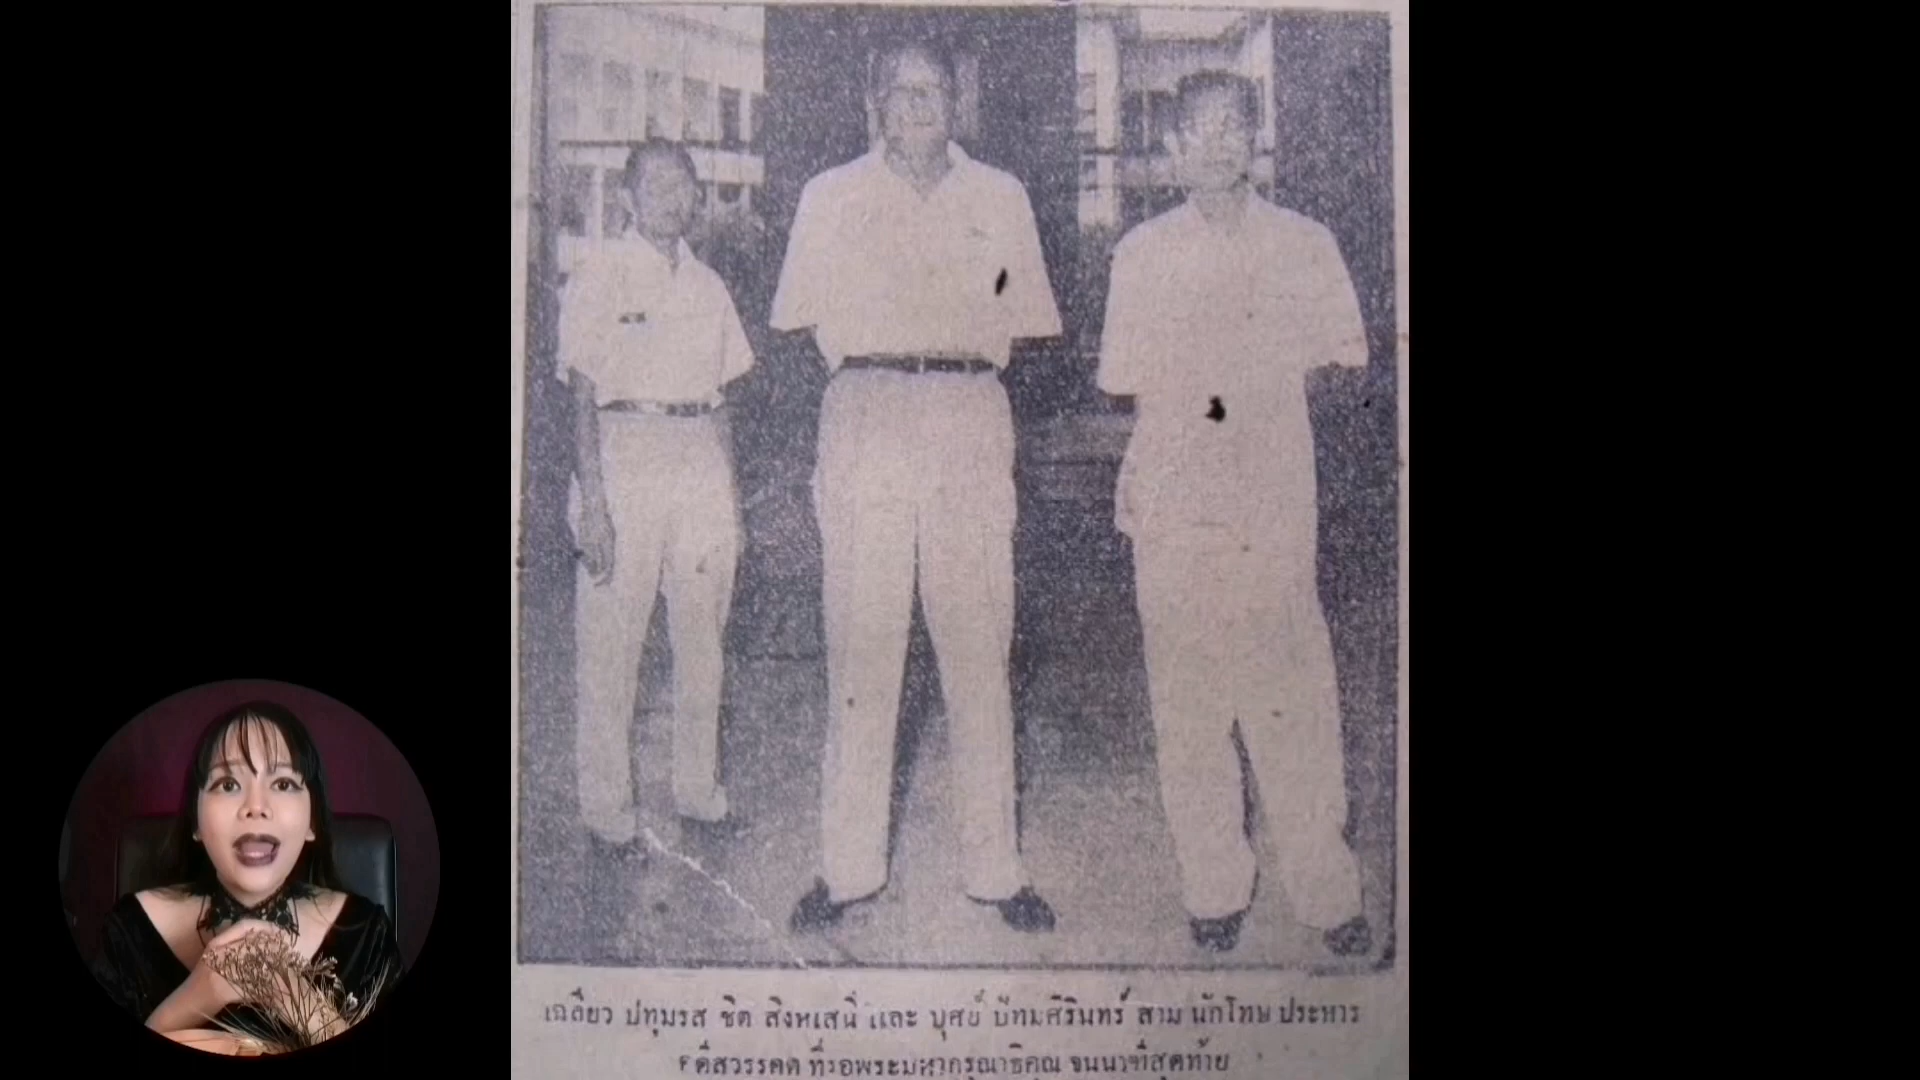 เฉลียว ปทุมรส ชิต สิงหเสนี และ บุศย์ ปัทมศิรินทร์ สาม นักโทษ ประหาร
คดีสวรรคต ที่รอพระมหากรุณาธิคุณ จนนาฑีสุดท้าย